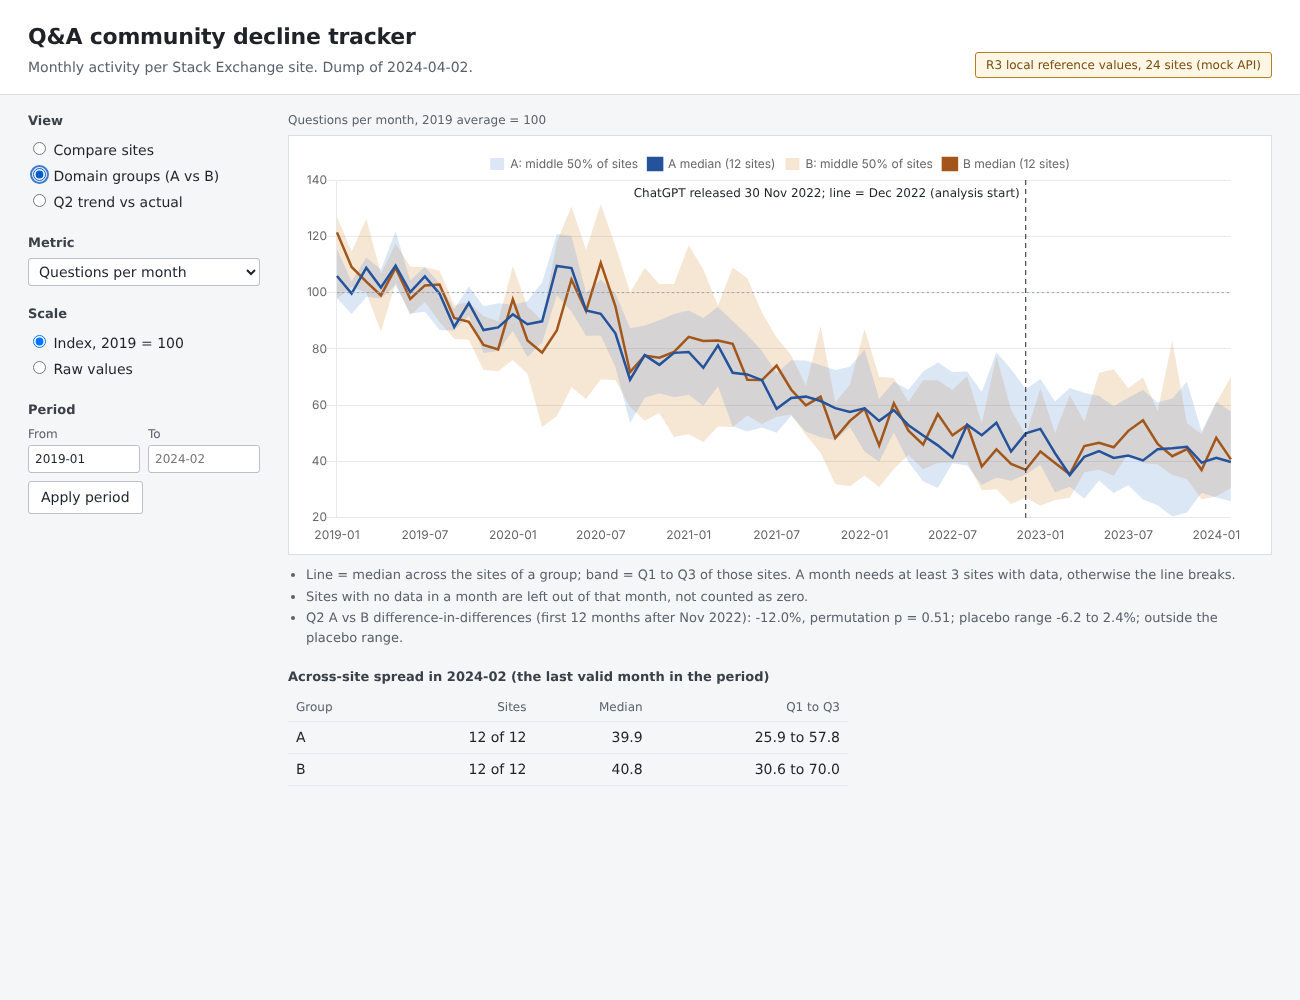 Q&A community decline tracker
Monthly activity per Stack Exchange site. Dump of 2024-04-02.
R3 local reference values, 24 sites (mock API)
View
Compare sites
Domain groups (A vs B)
Q2 trend vs actual
Metric
Questions per month
Scale
Index, 2019 = 100
Raw values
Period
From To
2019-01 2024-02
Apply period
Questions per month, 2019 average = 100
A: middle 50% of sites A median (12 sites) B: middle 50% of sites B median (12 sites)
ChatGPT released 30 Nov 2022; line = Dec 2022 (analysis start)
140
120
100
80
60
40
20
2019-01 2019-07 2020-01 2020-07 2021-01 2021-07 2022-01 2022-07 2023-01 2023-07 2024-01
• Line = median across the sites of a group; band = Q1 to Q3 of those sites. A month needs at least 3 sites with data, otherwise the line breaks.
• Sites with no data in a month are left out of that month, not counted as zero.
• Q2 A vs B difference-in-differences (first 12 months after Nov 2022): -12.0%, permutation p = 0.51; placebo range -6.2 to 2.4%; outside the
placebo range.
Across-site spread in 2024-02 (the last valid month in the period)
Group Sites Median Q1 to Q3
A 12 of 12 39.9 25.9 to 57.8
B 12 of 12 40.8 30.6 to 70.0